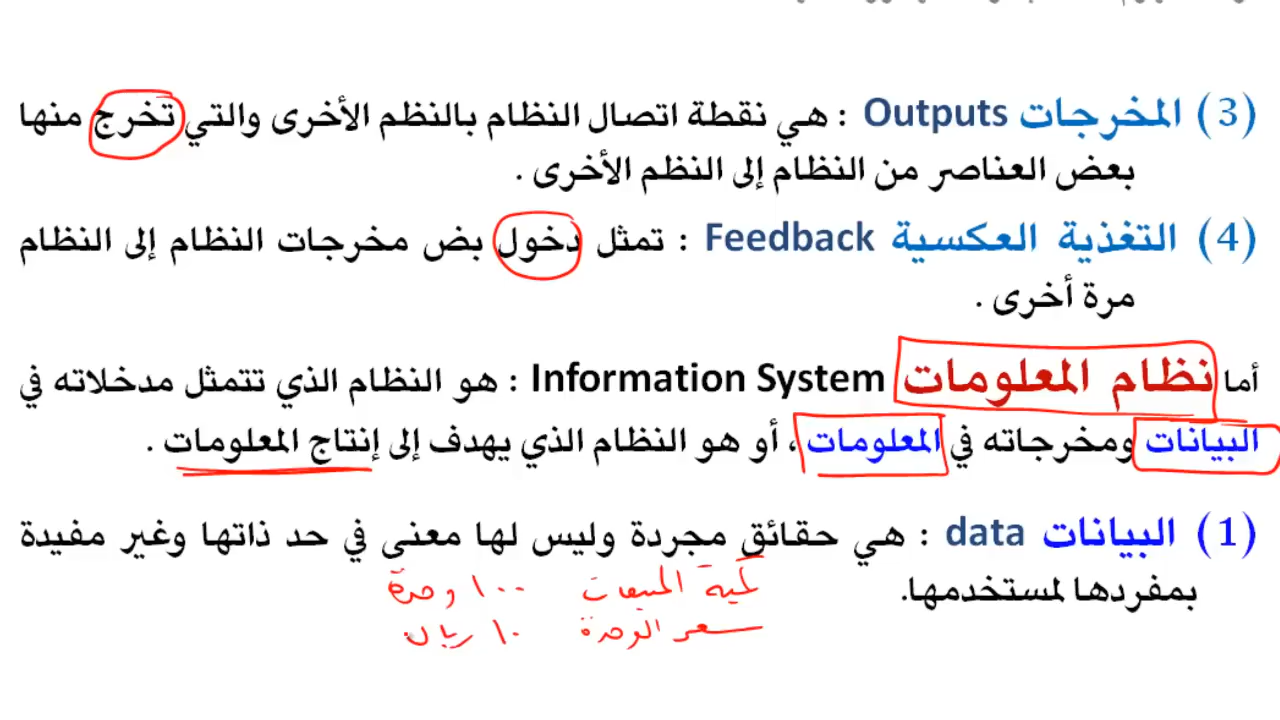 (3) المخرجات Outputs : هي نقطة اتصال النظام بالنظم الأخرى والتي تخرج منها
بعض العناصر من النظام إلى النظم الأخرى .
(4) التغذية العكسية Feedback : تمثل دخول بض مخرجات النظام إلى النظام
مرة أخرى .
أما نظام المعلومات Information System : هو النظام الذي تتمثل مدخلاته في
البيانات ومخرجاته في المعلومات ، أو هو النظام الذي يهدف إلى إنتاج المعلومات .
(1) البيانات data : هي حقائق مجردة وليس لها معنى في حد ذاتها وغير مفيدة
بمفردها لمستخدمها.
كمية المبيعات ١٠٠ وحدة
سعر الوحدة ١٠ ريال